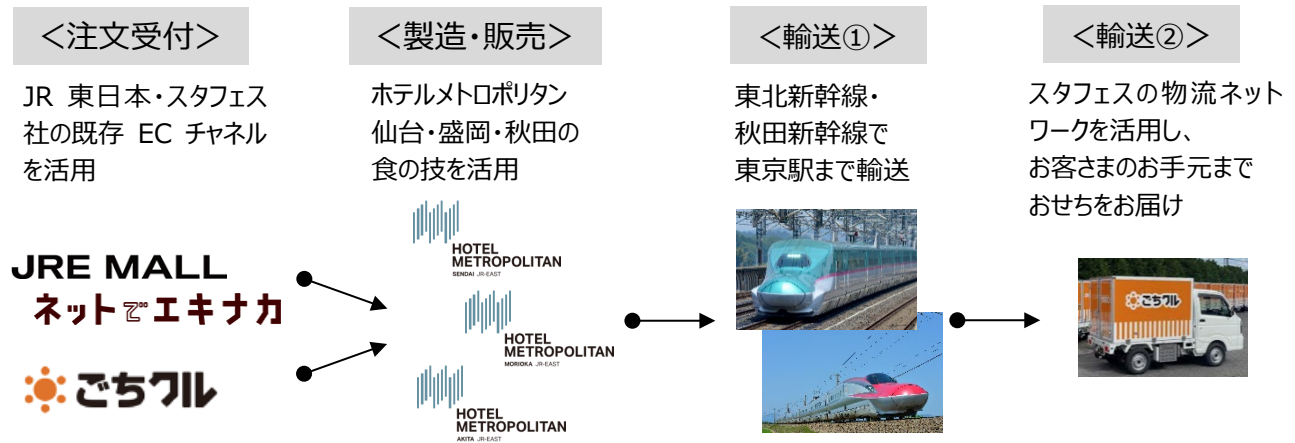 ＜注文受付＞
JR 東日本・スタフェス
社の既存 EC チャネル
を活用
JRE MALL
ネットでエキナカ
ごちクル
＜製造・販売＞
ホテルメトロポリタン
仙台・盛岡・秋田の
食の技を活用
HOTEL
METROPOLITAN
SENDAI JR-EAST
HOTEL
METROPOLITAN
MORIOKA JR-EAST
HOTEL
METROPOLITAN
AKITA JR-EAST
＜輸送①＞
東北新幹線・
秋田新幹線で
東京駅まで輸送
＜輸送②＞
スタフェスの物流ネット
ワークを活用し、
お客さまのお手元まで
おせちをお届け
ごちクル